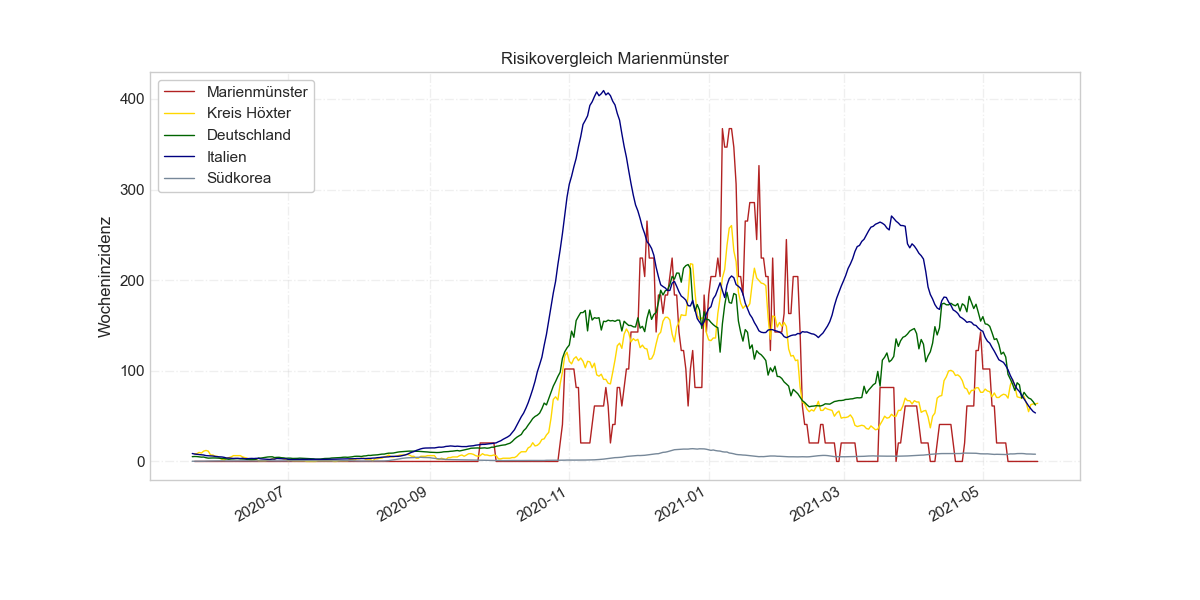 Risikovergleich Marienmünster
Marienmünster
Kreis Höxter
Deutschland
Italien
Südkorea
Wocheninzidenz
400
300
200
100
0
2020-07
2020-09
2020-11
2021-01
2021-03
2021-05